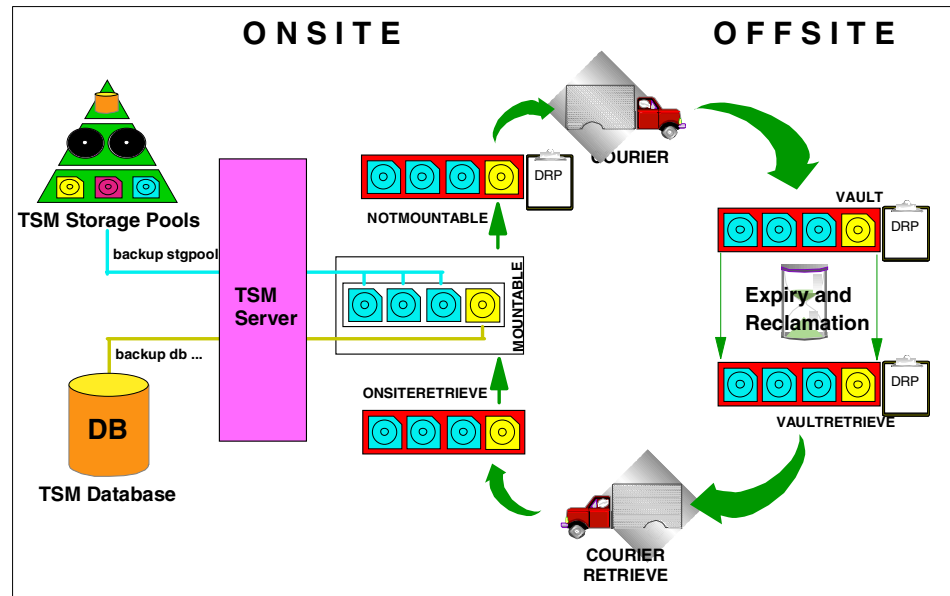 ONSITE
OFFSITE
COURIER
DRP
NOTMOUNTABLE
TSM Storage Pools
backup stgpool
TSM
Server
MOUNTABLE
backup db ...
DB
TSM Database
ONSITERETRIEVE
VAULT
DRP
Expiry and
Reclamation
DRP
VAULTRETRIEVE
COURIER
RETRIEVE